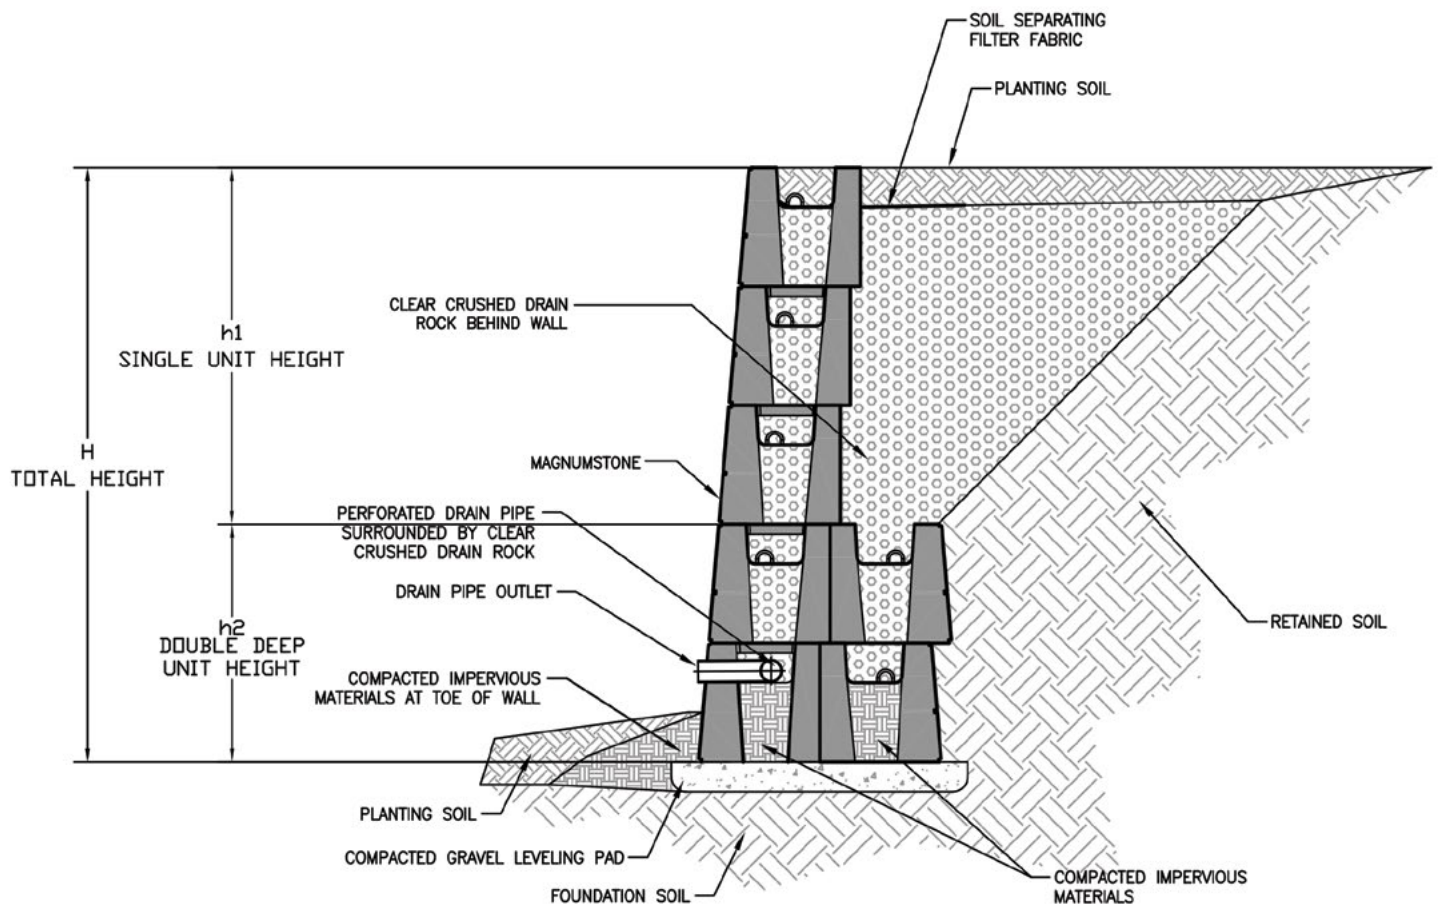 SOIL SEPARATING
FILTER FABRIC
PLANTING SOIL
CLEAR CRUSHED DRAIN
ROCK BEHIND WALL
h1
SINGLE UNIT HEIGHT
H
TOTAL HEIGHT
MAGNUMSTONE
PERFORATED DRAIN PIPE
SURROUNDED BY CLEAR
CRUSHED DRAIN ROCK
DRAIN PIPE OUTLET
h2
DOUBLE DEEP
UNIT HEIGHT
RETAINED SOIL
COMPACTED IMPERVIOUS
MATERIALS AT TOE OF WALL
PLANTING SOIL
COMPACTED GRAVEL LEVELING PAD
FOUNDATION SOIL
COMPACTED IMPERVIOUS
MATERIALS